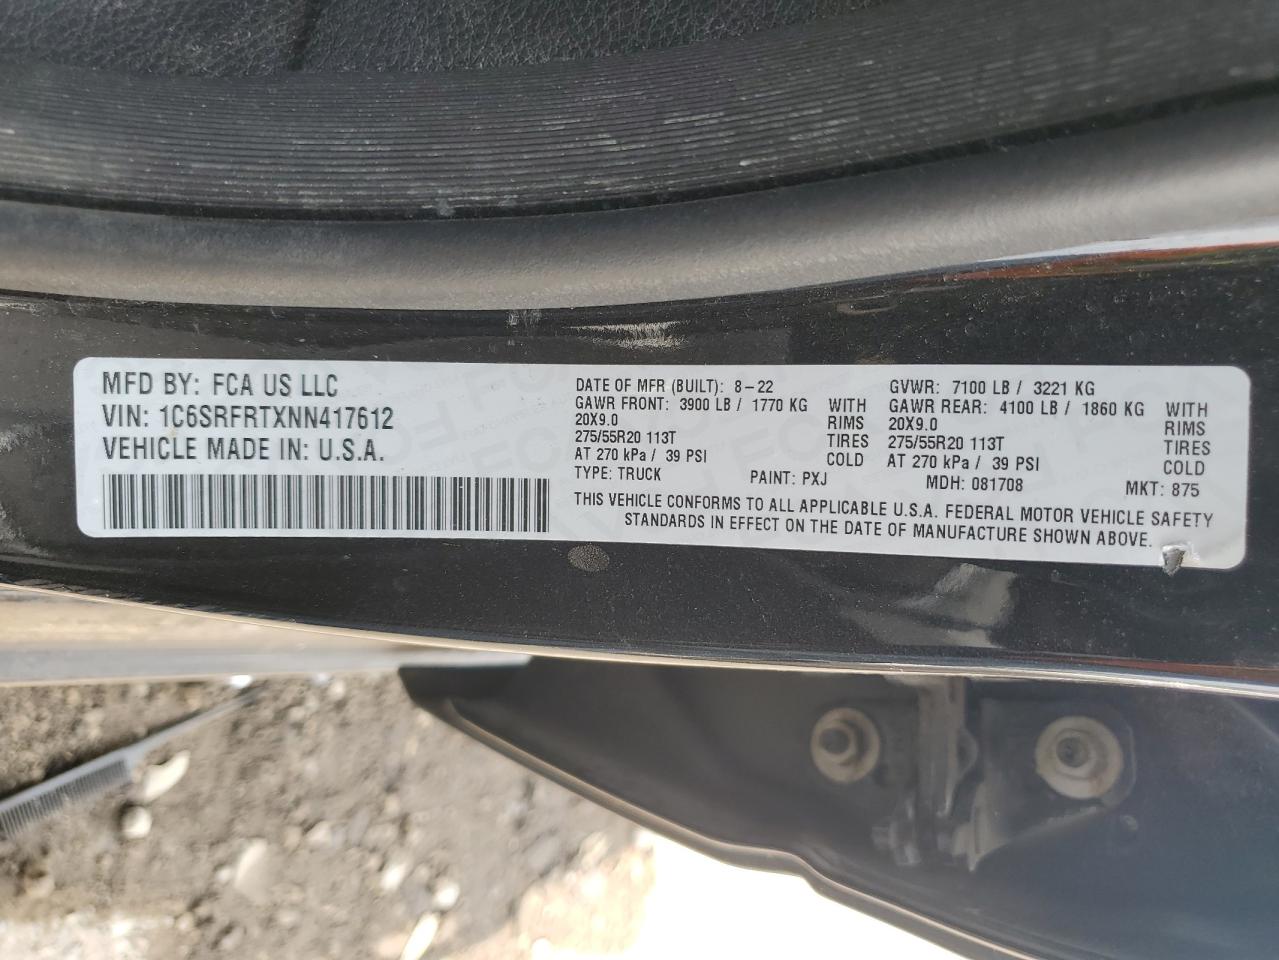 MFD BY: FCA US LLC
VIN: 1C6SRFRTXNN417612
VEHICLE MADE IN: U.S.A.
DATE OF MFR (BUILT): 8-22
GAWR FRONT: 3900 LB / 1770 KG WITH
20X9.0 RIMS
275/55R20 113T TIRES
AT 270 kPa / 39 PSI COLD
TYPE: TRUCK PAINT: PXJ
GVWR: 7100 LB / 3221 KG
GAWR REAR: 4100 LB / 1860 KG WITH
20X9.0 RIMS
275/55R20 113T TIRES
AT 270 kPa / 39 PSI COLD
MDH: 081708 MKT: 875
THIS VEHICLE CONFORMS TO ALL APPLICABLE U.S.A. FEDERAL MOTOR VEHICLE SAFETY
STANDARDS IN EFFECT ON THE DATE OF MANUFACTURE SHOWN ABOVE.